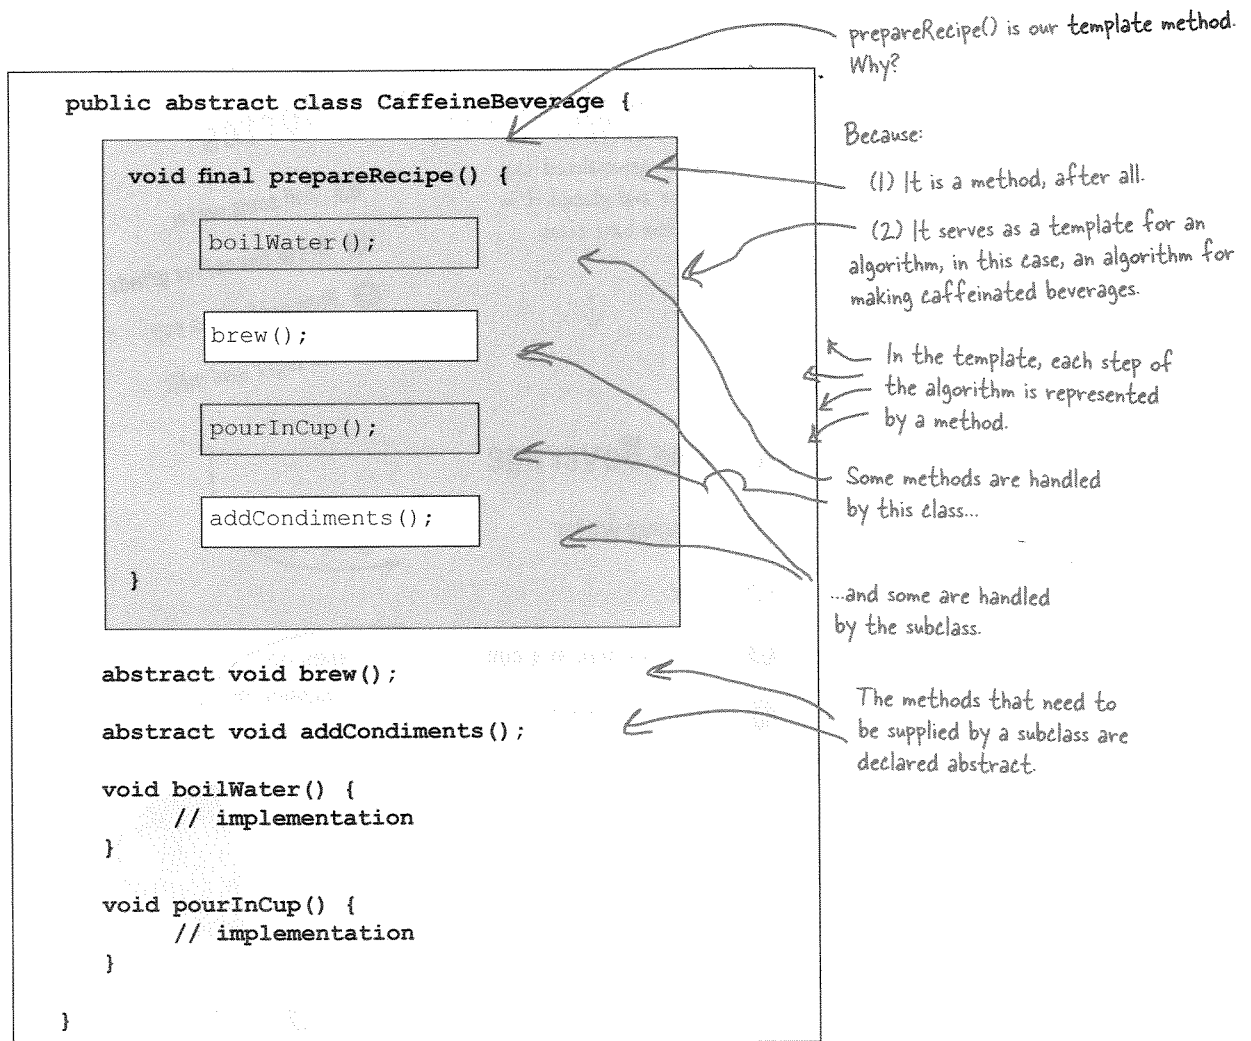 prepareRecipe() is our template method.
Why?
public abstract class CaffeineBeverage {
Because:
void final prepareRecipe() {
(1) It is a method, after all.
boilWater();
(2) It serves as a template for an
algorithm, in this case, an algorithm for
making caffeinated beverages.
brew();
In the template, each step of
the algorithm is represented
by a method.
pourInCup();
Some methods are handled
by this class...
addCondiments();
}
...and some are handled
by the subclass.
abstract void brew();
abstract void addCondiments();
The methods that need to
be supplied by a subclass are
declared abstract.
void boilWater() {
// implementation
}
void pourInCup() {
// implementation
}
}